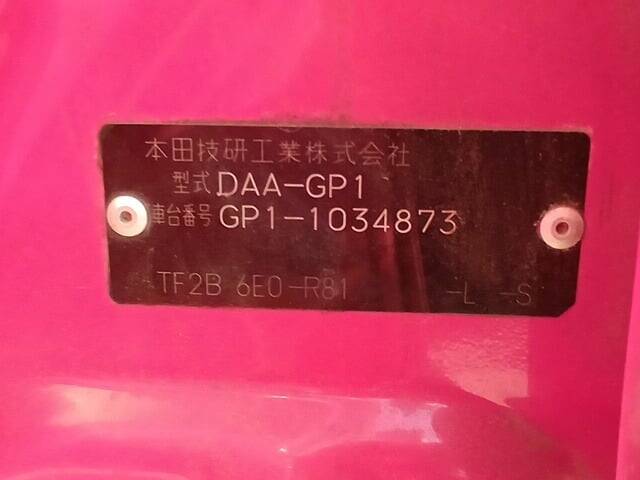 本田技研工業株式会社
型式 DAA-GP1
車台番号 GP1-1034873
TF2B 6E0-R81 -L -S